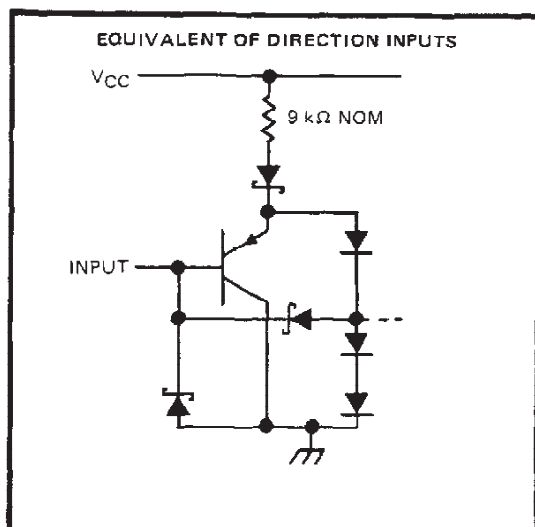 EQUIVALENT OF DIRECTION INPUTS
VCC
9 kΩ NOM
INPUT